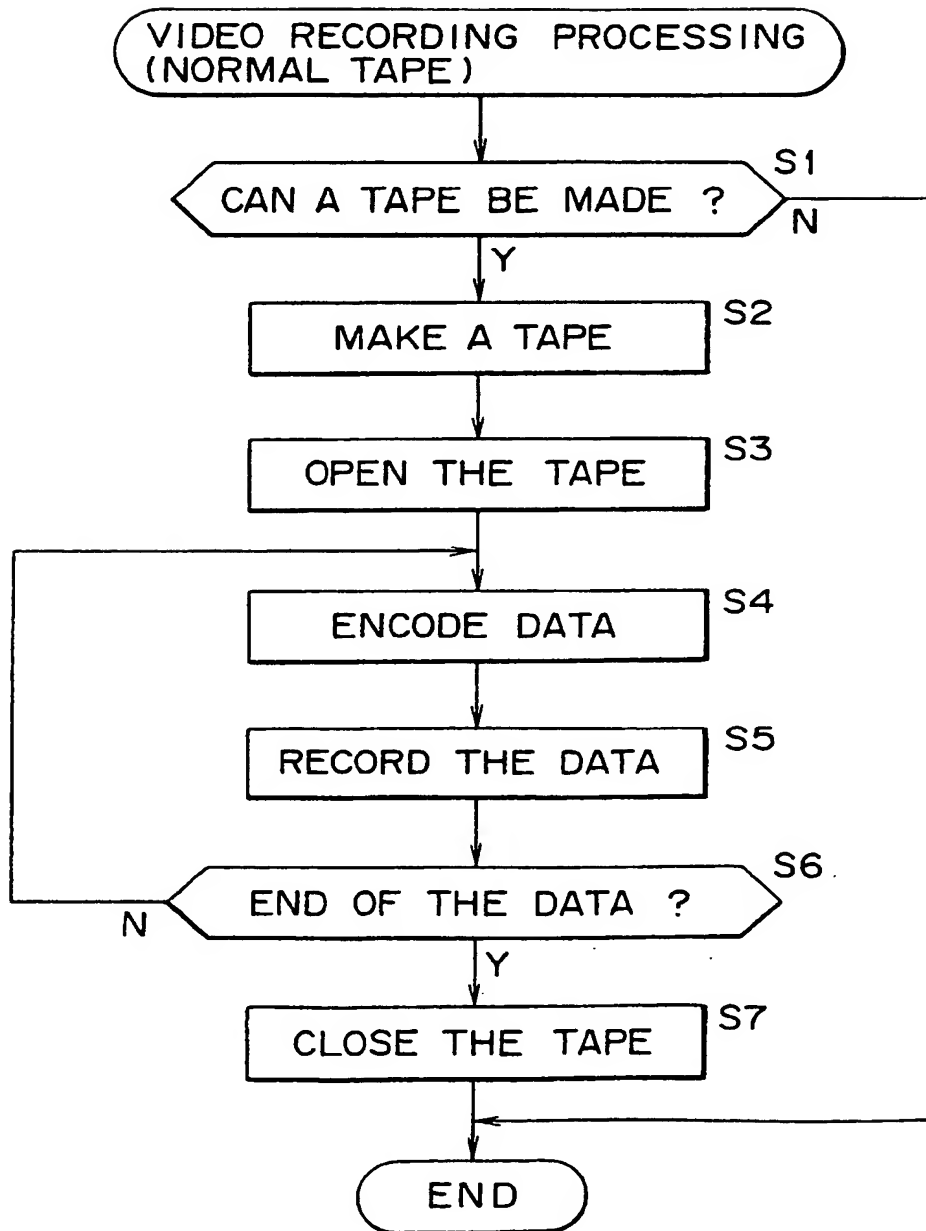 VIDEO RECORDING PROCESSING
(NORMAL TAPE)
S1
CAN A TAPE BE MADE ?
N
Y
S2
MAKE A TAPE
S3
OPEN THE TAPE
S4
ENCODE DATA
S5
RECORD THE DATA
S6
END OF THE DATA ?
N
Y
S7
CLOSE THE TAPE
END